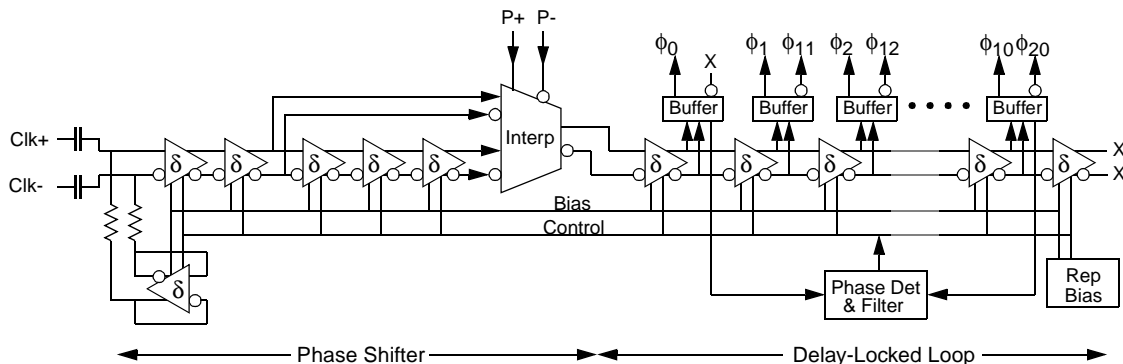 P+ P-
ϕ0 X ϕ1 ϕ11 ϕ2 ϕ12 ϕ10 ϕ20
Buffer Buffer Buffer Buffer
Interp
Clk+
Clk-
δ δ δ δ δ δ δ δ δ δ
X
X
Bias
Control
δ
Phase Det
& Filter
Rep
Bias
Phase Shifter Delay-Locked Loop